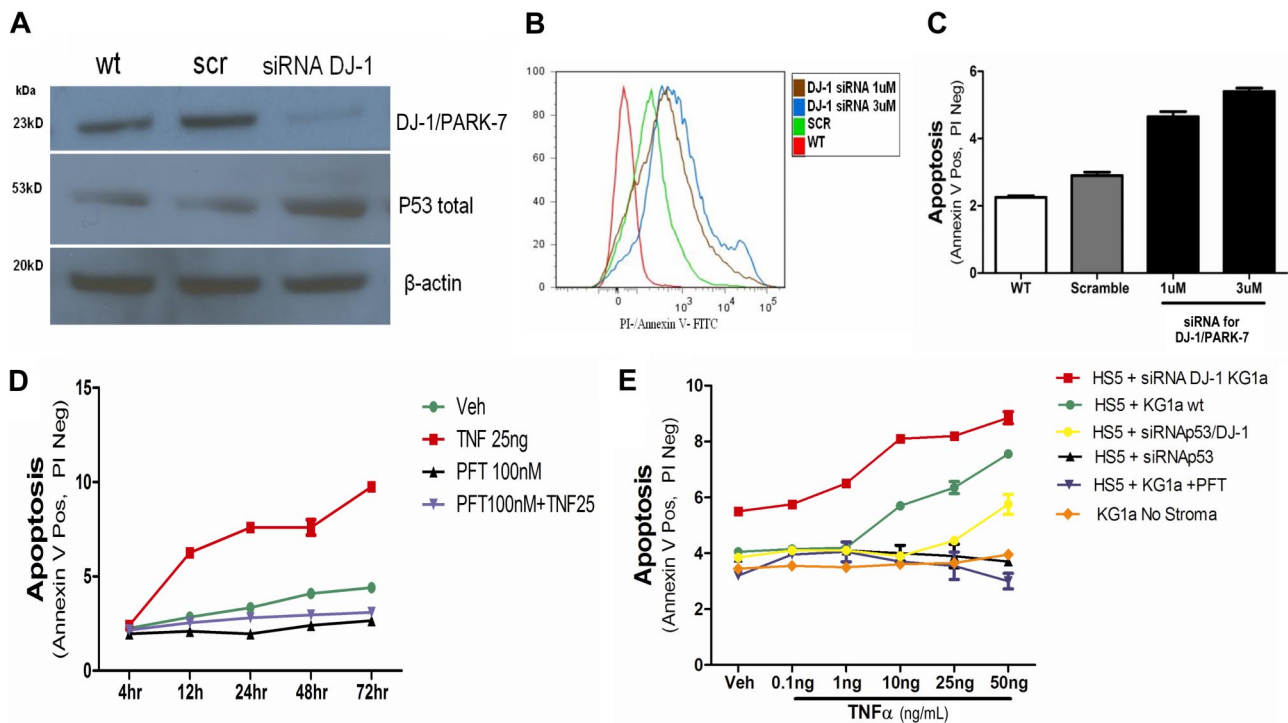 A
wt scr siRNA DJ-1
kDa
23kD
DJ-1/PARK-7
53kD
P53 total
20kD
β-actin
B
100
80
60
40
20
0
0 10³ 10⁴ 10⁵
PI-/Annexin V- FITC
DJ-1 siRNA 1uM
DJ-1 siRNA 3uM
SCR
WT
C
Apoptosis
(Annexin V Pos, PI Neg)
6
4
2
0
WT Scramble 1uM 3uM
siRNA for
DJ-1/PARK-7
D
Apoptosis
(Annexin V Pos, PI Neg)
15
10
5
0
4hr 12h 24hr 48hr 72hr
Veh
TNF 25ng
PFT 100nM
PFT100nM+TNF25
E
Apoptosis
(Annexin V Pos, PI Neg)
10
8
6
4
2
0
Veh 0.1ng 1ng 10ng 25ng 50ng
TNFα (ng/mL)
HS5 + siRNA DJ-1 KG1a
HS5 + KG1a wt
HS5 + siRNAp53/DJ-1
HS5 + siRNAp53
HS5 + KG1a +PFT
KG1a No Stroma